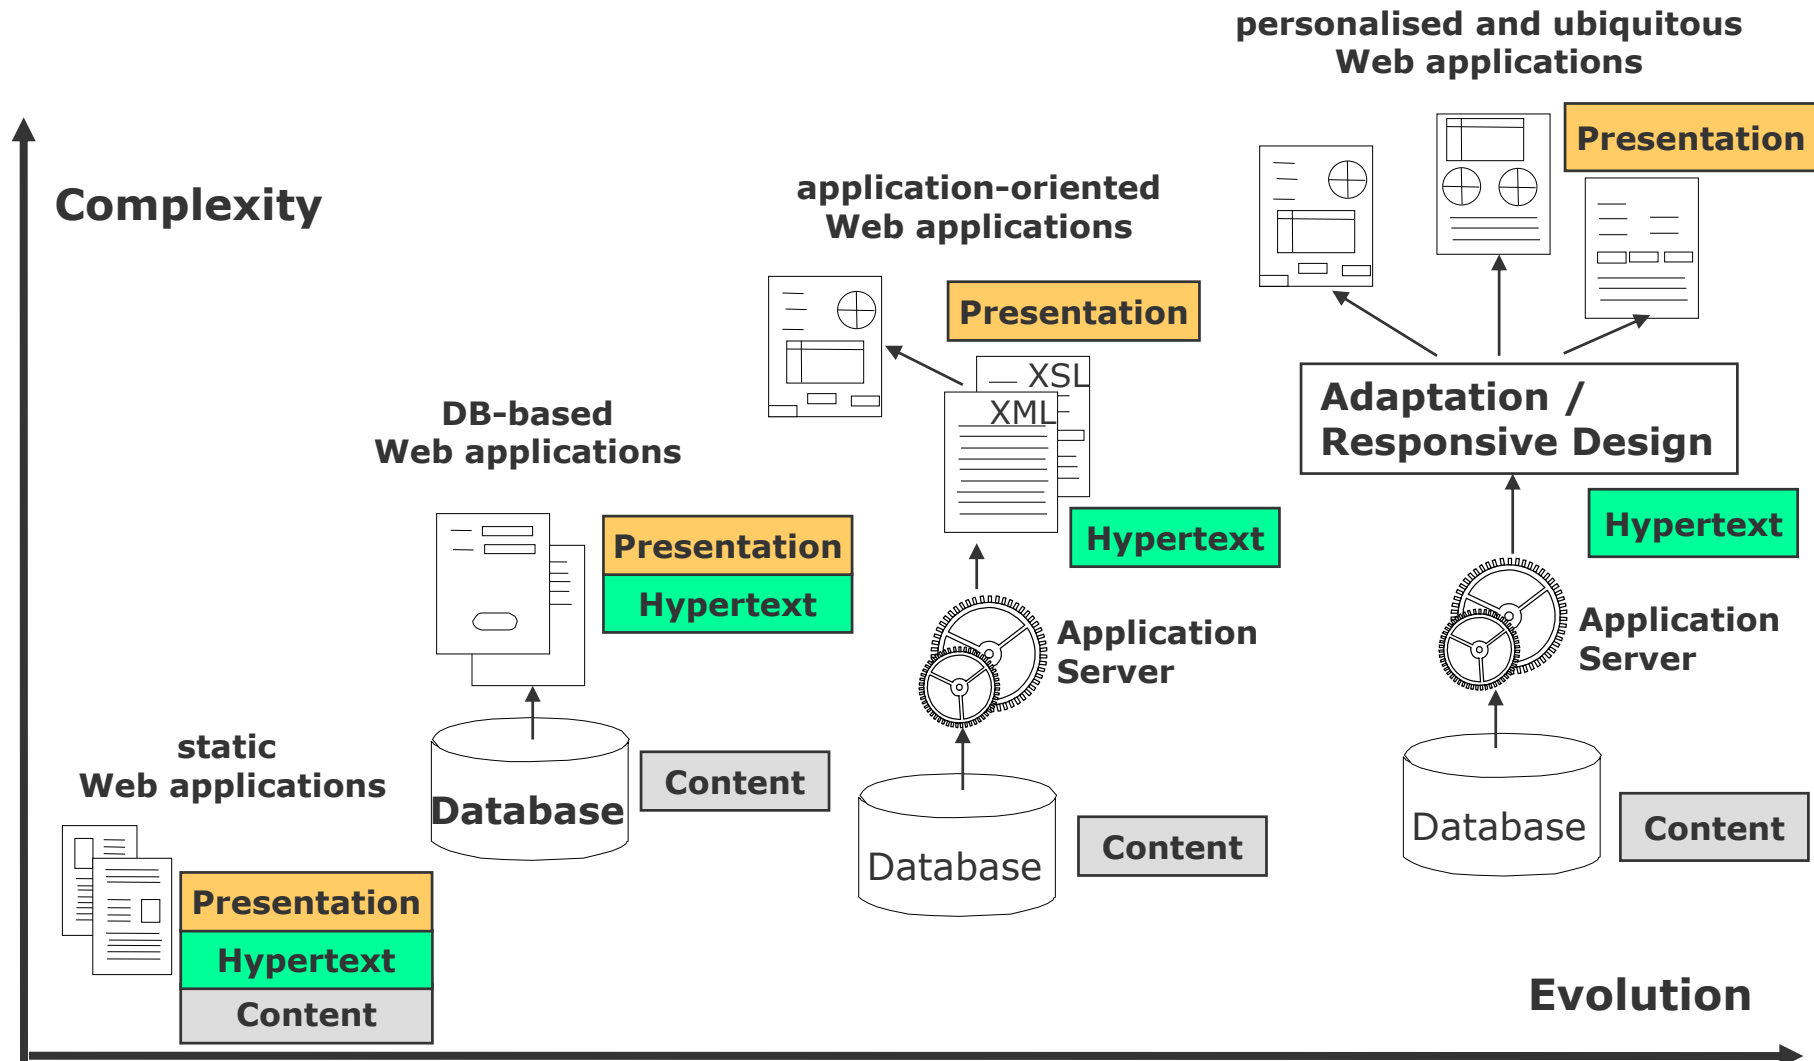 personalised and ubiquitous
Web applications
Presentation
application-oriented
Web applications
Complexity
Presentation
XSL
XML
Adaptation /
Responsive Design
DB-based
Web applications
Hypertext
Hypertext
Presentation
Hypertext
Application
Server
Application
Server
static
Web applications
Database
Content
Database
Content
Database
Content
Presentation
Hypertext
Content
Evolution